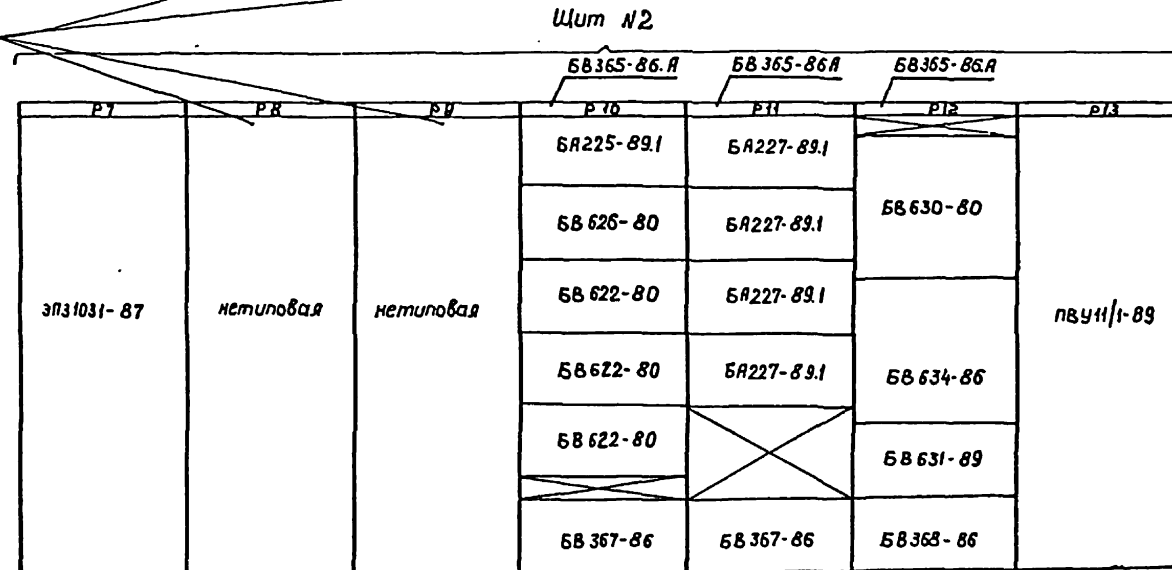 Щит №2
БВ365-86.А
БВ365-86А
БВ365-86.А
Р7
Р8
Р9
Р10
Р11
Р12
Р13
ЭПЗ1031-87
нетиповая
нетиповая
БА225-89.1
БВ626-80
БВ622-80
БВ622-80
БВ622-80
БВ367-86
БА227-89.1
БА227-89.1
БА227-89.1
БА227-89.1
БВ367-86
БВ630-80
БВ634-86
БВ631-89
БВ368-86
ПВУ11/1-89